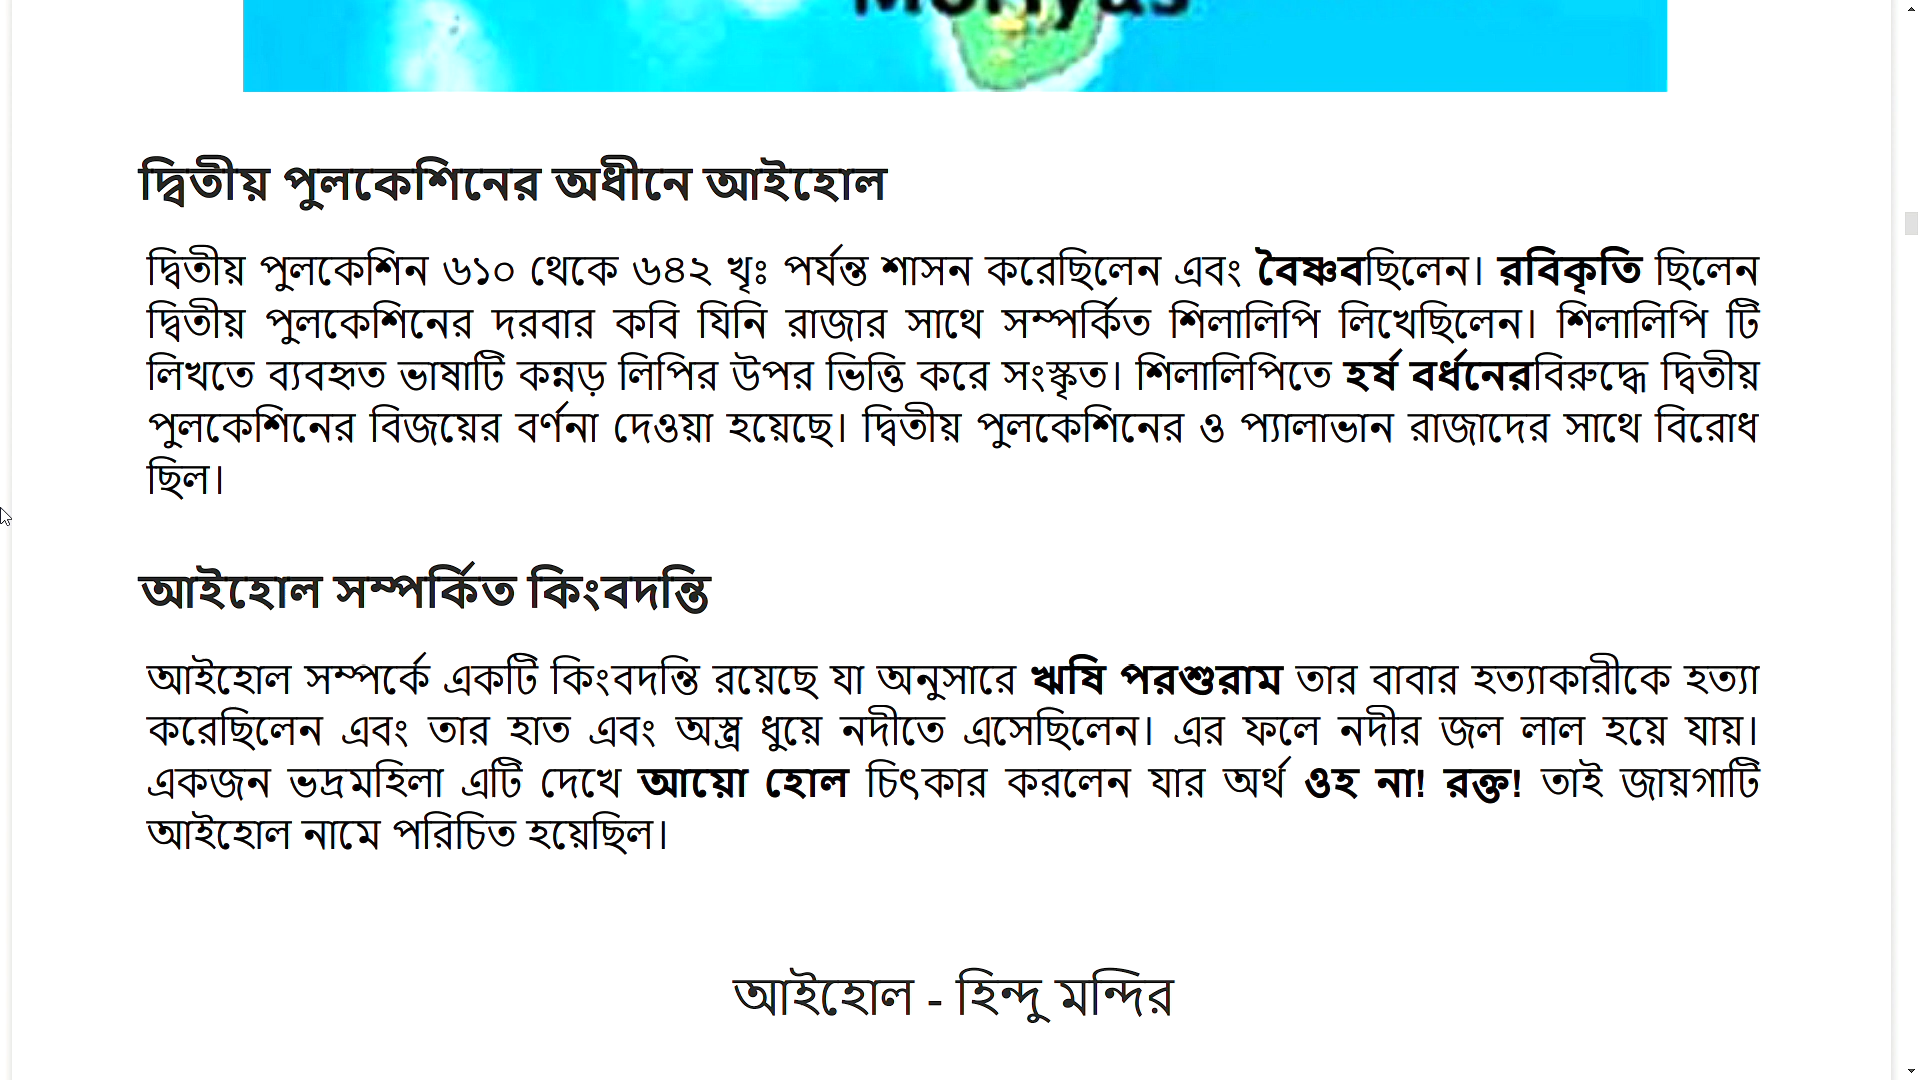 Moriyas
দ্বিতীয় পুলকেশিনের অধীনে আইহোল
দ্বিতীয় পুলকেশিন ৬১০ থেকে ৬৪২ খৃঃ পর্যন্ত শাসন করেছিলেন এবং বৈষ্ণবছিলেন। রবিকৃতি ছিলেন
দ্বিতীয় পুলকেশিনের দরবার কবি যিনি রাজার সাথে সম্পর্কিত শিলালিপি লিখেছিলেন। শিলালিপি টি
লিখতে ব্যবহৃত ভাষাটি কন্নড় লিপির উপর ভিত্তি করে সংস্কৃত। শিলালিপিতে হর্ষ বর্ধনেরবিরুদ্ধে দ্বিতীয়
পুলকেশিনের বিজয়ের বর্ণনা দেওয়া হয়েছে। দ্বিতীয় পুলকেশিনের ও প্যালাভান রাজাদের সাথে বিরোধ
ছিল।
আইহোল সম্পর্কিত কিংবদন্তি
আইহোল সম্পর্কে একটি কিংবদন্তি রয়েছে যা অনুসারে ঋষি পরশুরাম তার বাবার হত্যাকারীকে হত্যা
করেছিলেন এবং তার হাত এবং অস্ত্র ধুয়ে নদীতে এসেছিলেন। এর ফলে নদীর জল লাল হয়ে যায়।
একজন ভদ্রমহিলা এটি দেখে আয়ো হোল চিৎকার করলেন যার অর্থ ওহ না! রক্ত! তাই জায়গাটি
আইহোল নামে পরিচিত হয়েছিল।
আইহোল - হিন্দু মন্দির